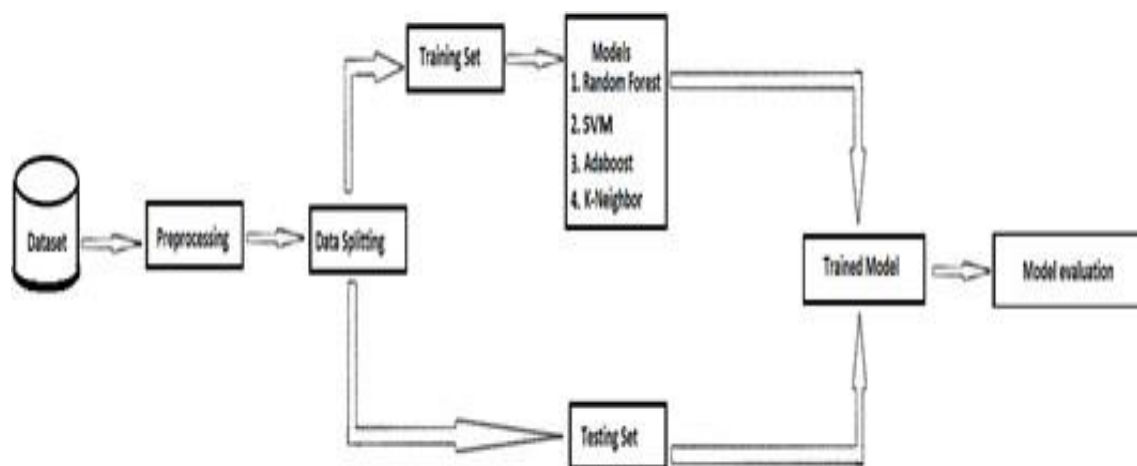 Dataset
Preprocessing
Data Splitting
Training Set
Models
1. Random Forest
2. SVM
3. Adaboost
4. K-Neighbor
Testing Set
Trained Model
Model evaluation